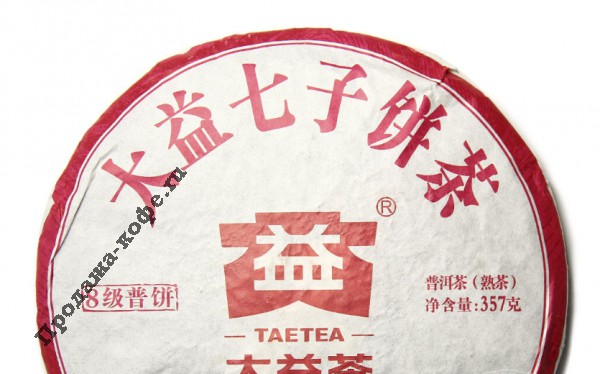 大益七子饼茶
益
®
8级普饼
普洱茶（熟茶）
净含量:357克
— TAETEA —
大益茶
Продажа-кофе.ru